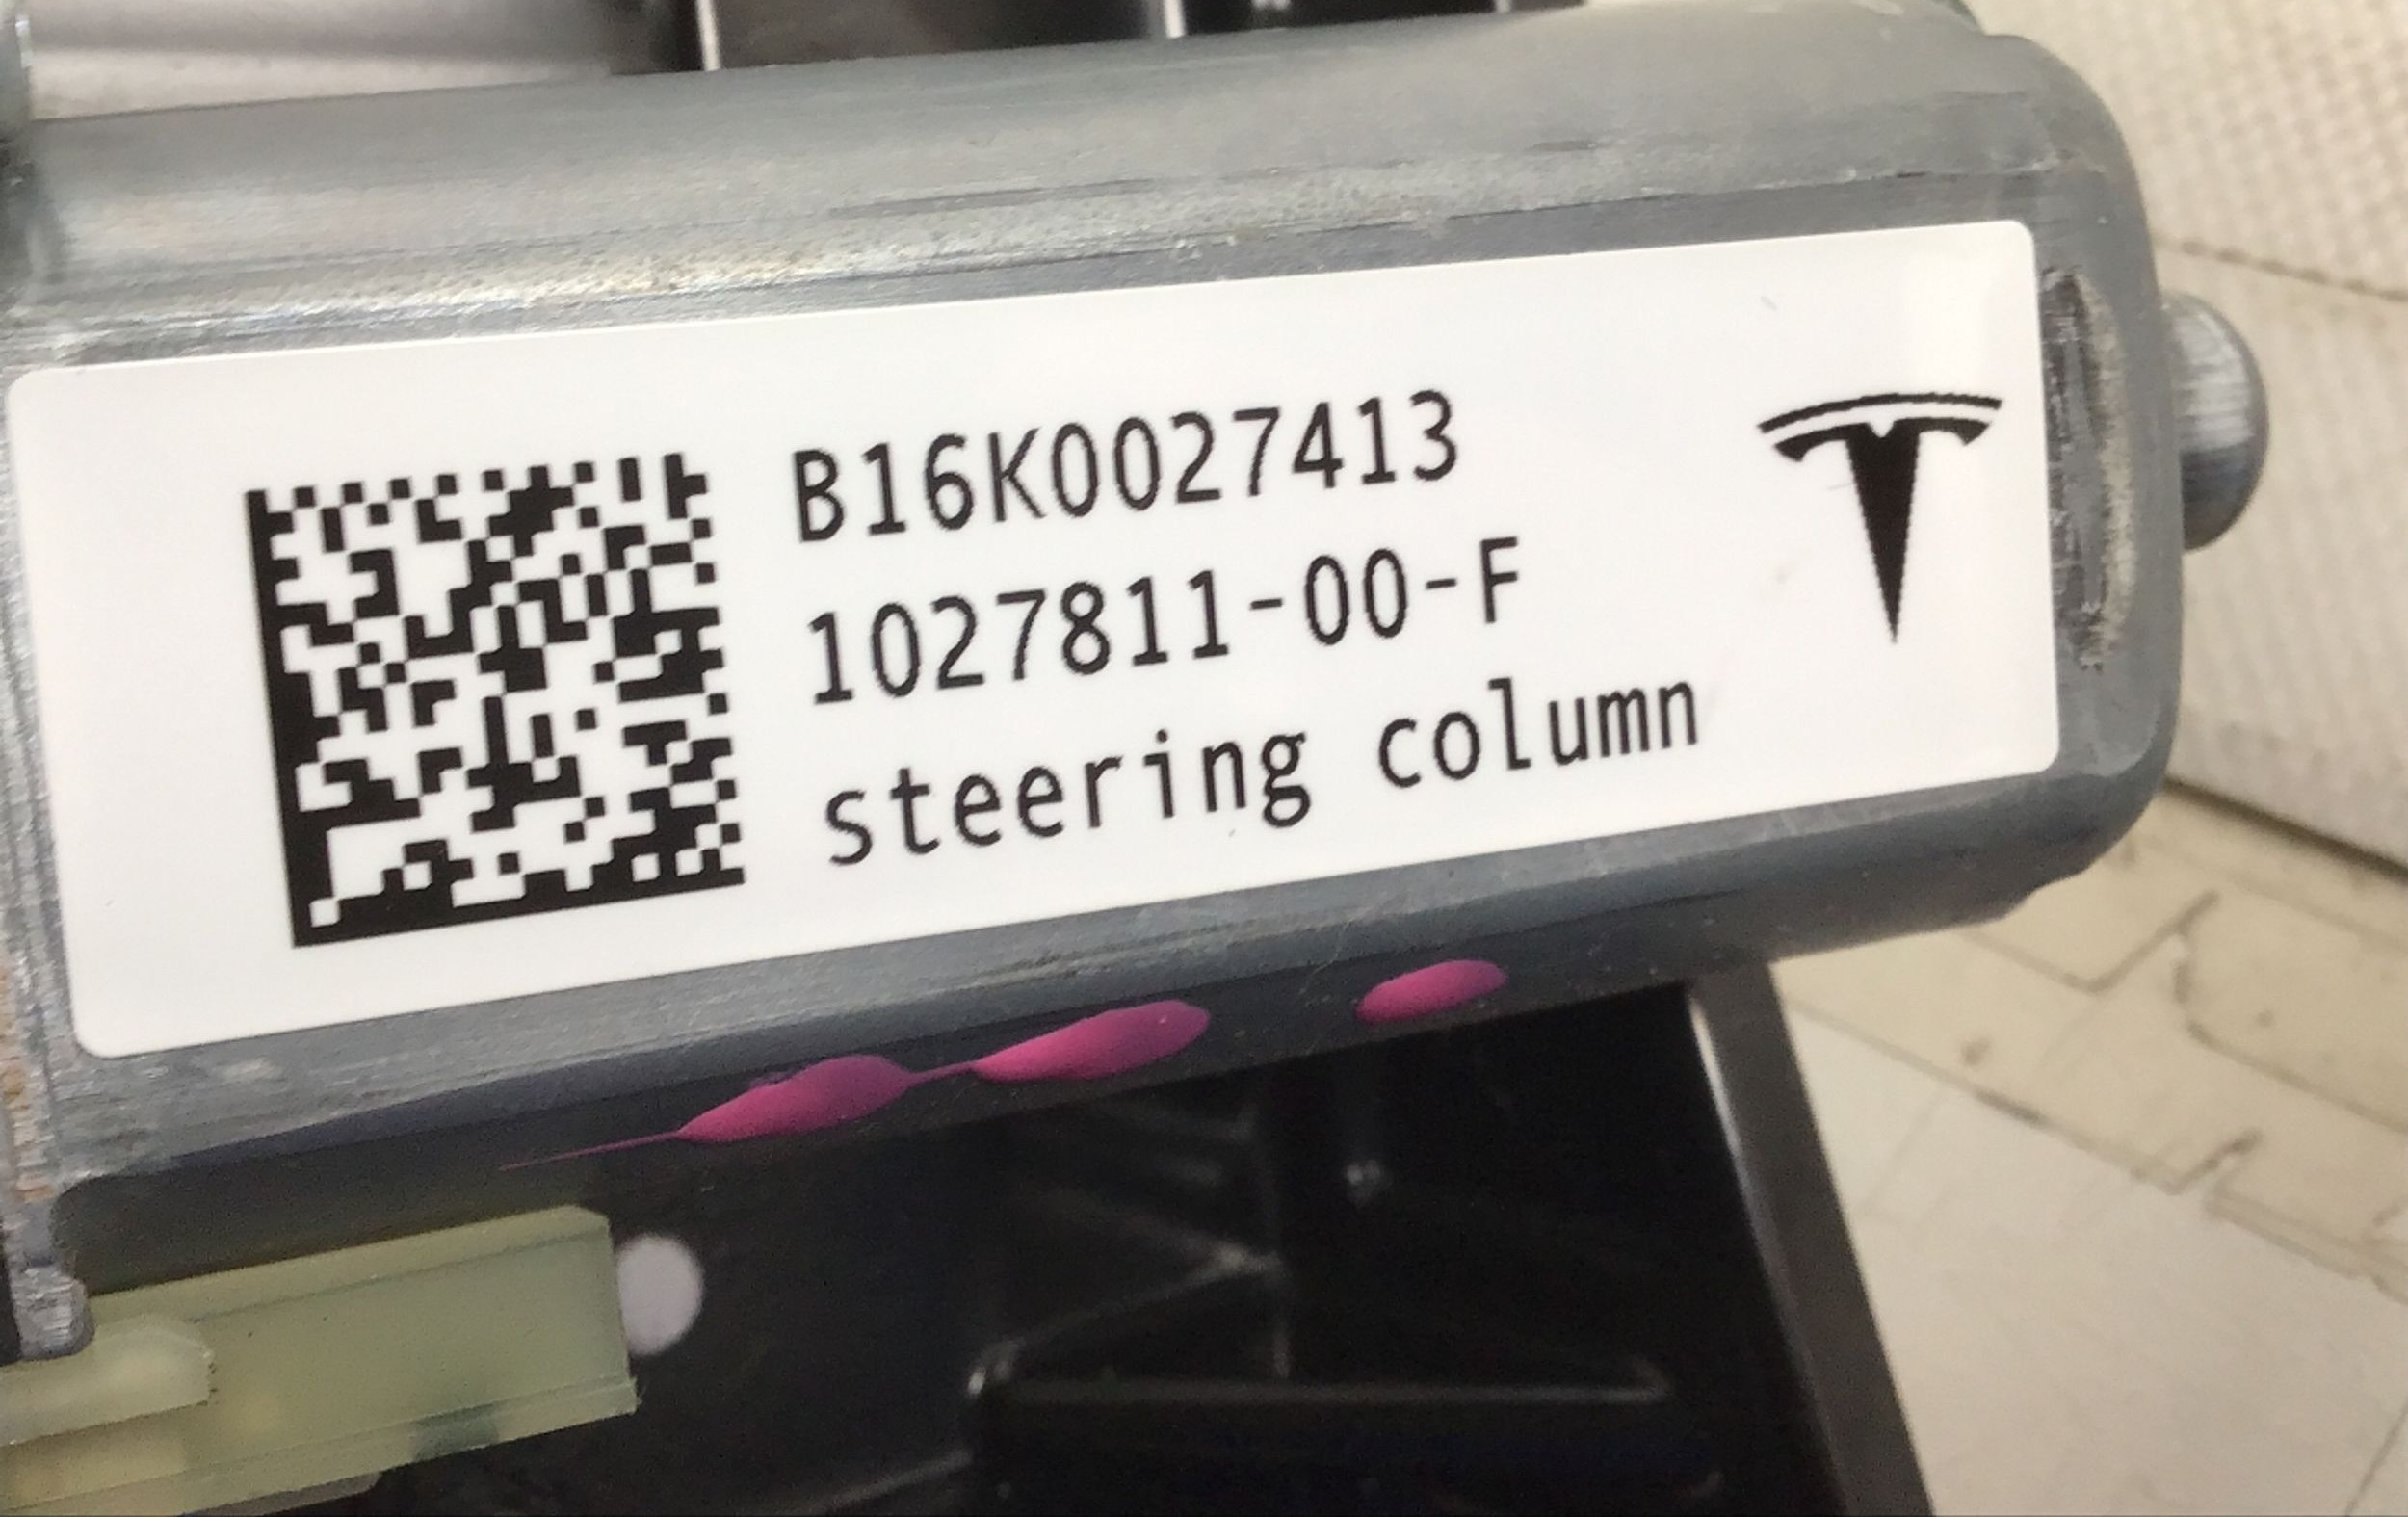 B16K0027413
1027811-00-F
steering column